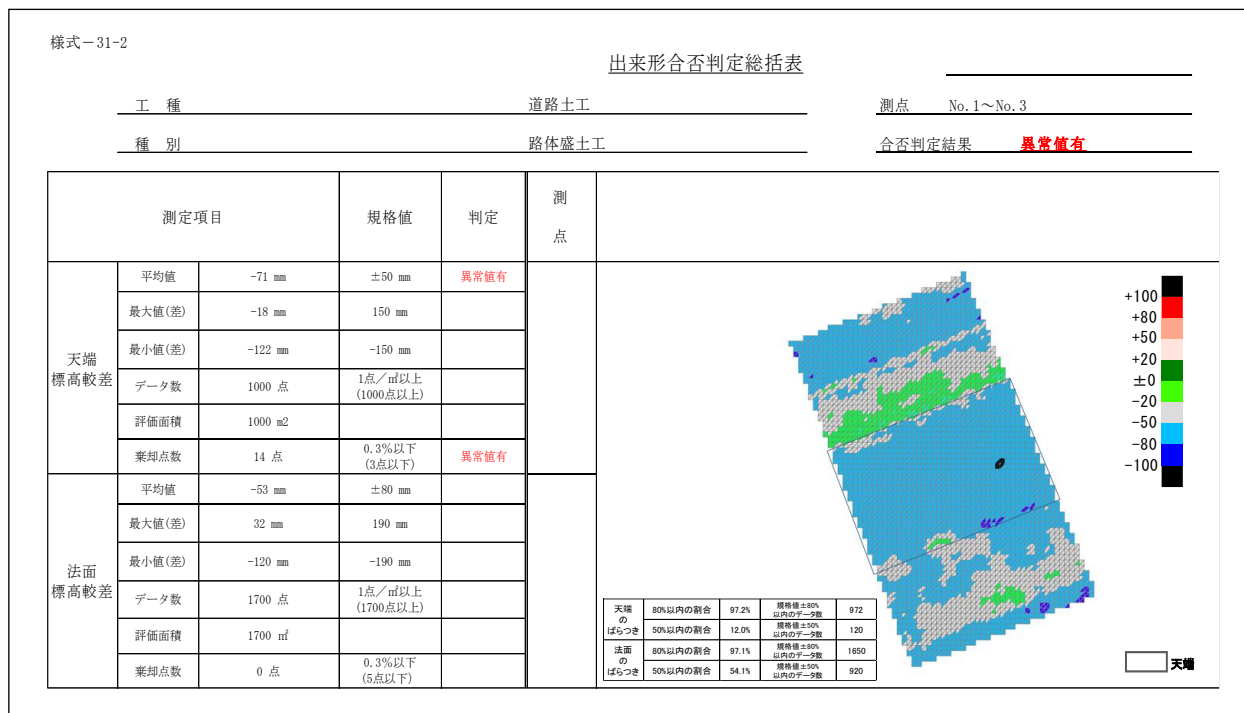 様式－31-2
出来形合否判定総括表
工 種 道路土工 測点 No.1～No.3
種 別 路体盛土工 合否判定結果 異常値有
測定項目 規格値 判定 測点
天端標高較差
平均値 -71 mm ±50 mm 異常値有
最大値(差) -18 mm 150 mm
最小値(差) -122 mm -150 mm
データ数 1000 点 1点／㎡以上
(1000点以上)
評価面積 1000 m2
棄却点数 14 点 0.3%以下
(3点以下) 異常値有
法面標高較差
平均値 -53 mm ±80 mm
最大値(差) 32 mm 190 mm
最小値(差) -120 mm -190 mm
データ数 1700 点 1点／㎡以上
(1700点以上)
評価面積 1700 ㎡
棄却点数 0 点 0.3%以下
(5点以下)
+100
+80
+50
+20
±0
-20
-50
-80
-100
天端のばらつき
80%以内の割合 97.2% 規格値±80%以内のデータ数 972
50%以内の割合 12.0% 規格値±50%以内のデータ数 120
法面のばらつき
80%以内の割合 97.1% 規格値±80%以内のデータ数 1650
50%以内の割合 54.1% 規格値±50%以内のデータ数 920
天端